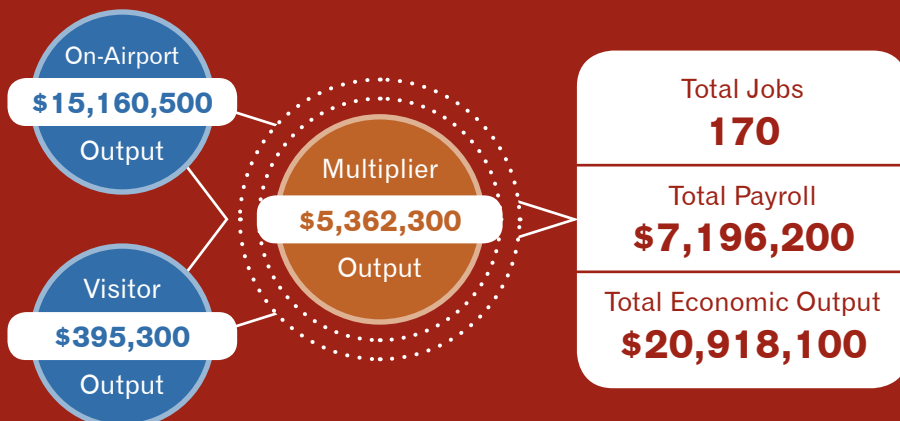 On-Airport
$15,160,500
Output
Visitor
$395,300
Output
Multiplier
$5,362,300
Output
Total Jobs
170
Total Payroll
$7,196,200
Total Economic Output
$20,918,100